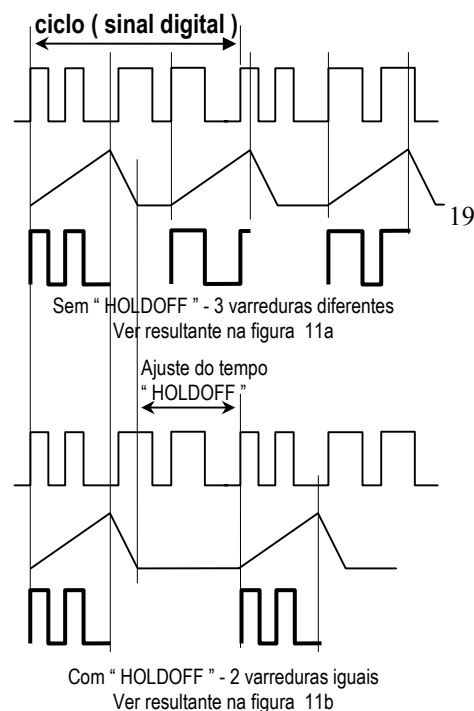 ciclo ( sinal digital )
19
Sem “ HOLDOFF ” - 3 varreduras diferentes
Ver resultante na figura 11a
Ajuste do tempo
“ HOLDOFF ”
Com “ HOLDOFF ” - 2 varreduras iguais
Ver resultante na figura 11b